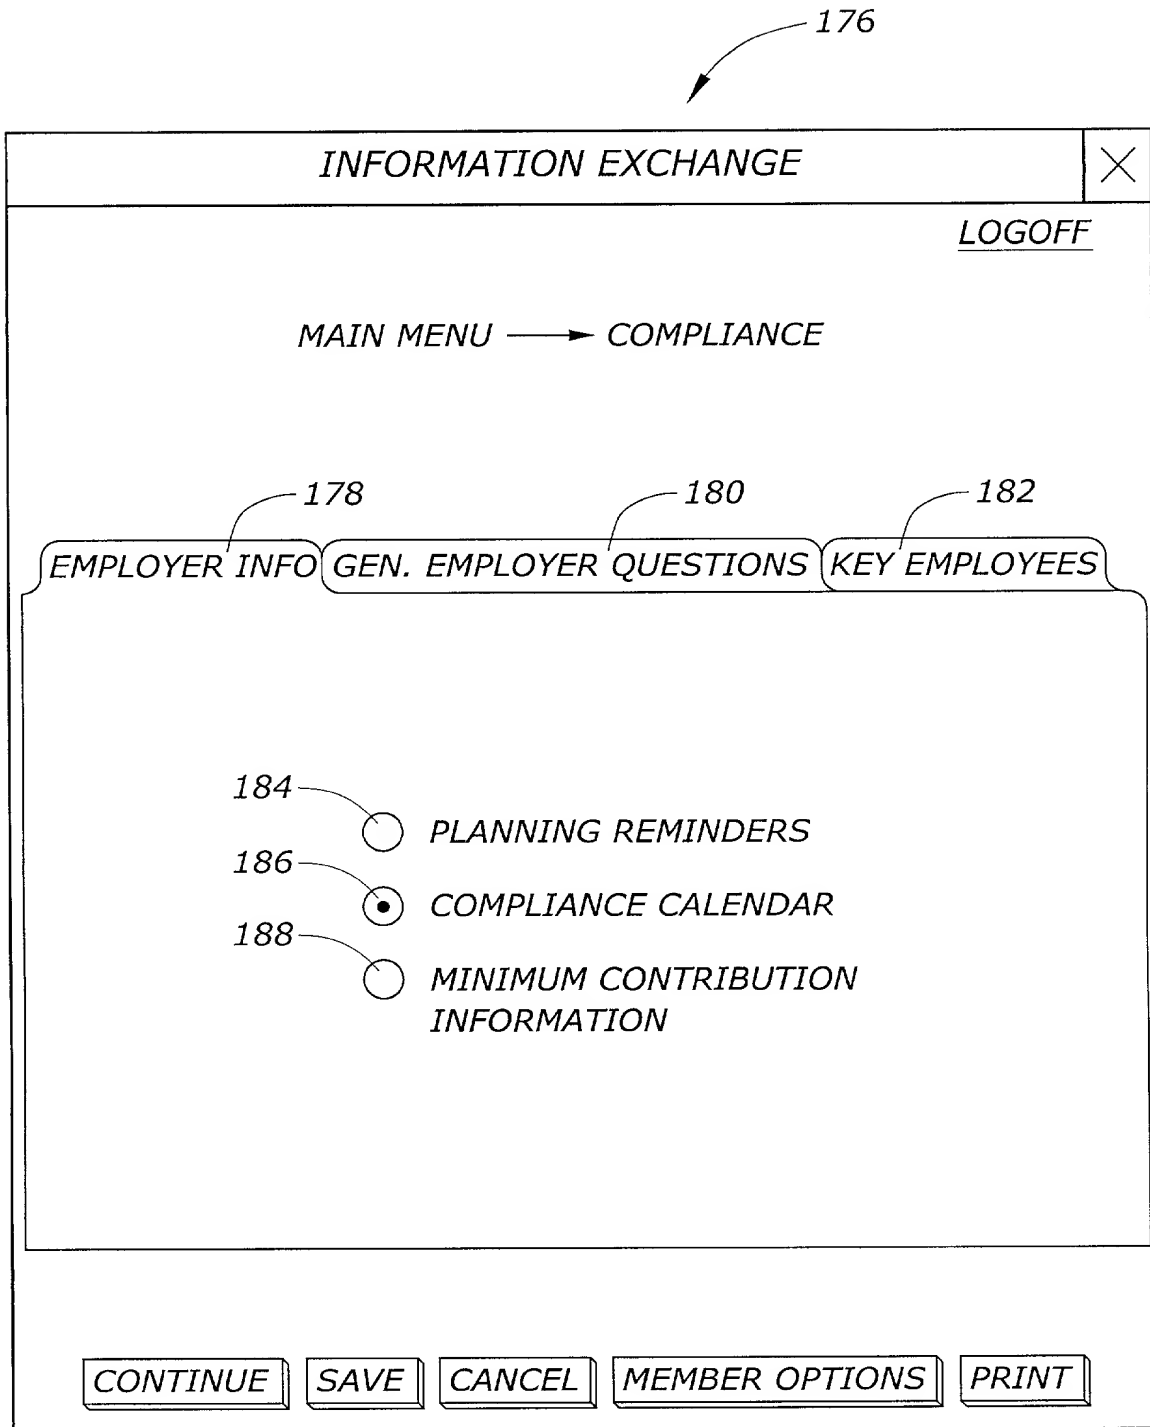 176
INFORMATION EXCHANGE
LOGOFF
MAIN MENU → COMPLIANCE
178
180
182
EMPLOYER INFO
GEN. EMPLOYER QUESTIONS
KEY EMPLOYEES
184
PLANNING REMINDERS
186
COMPLIANCE CALENDAR
188
MINIMUM CONTRIBUTION
INFORMATION
CONTINUE
SAVE
CANCEL
MEMBER OPTIONS
PRINT